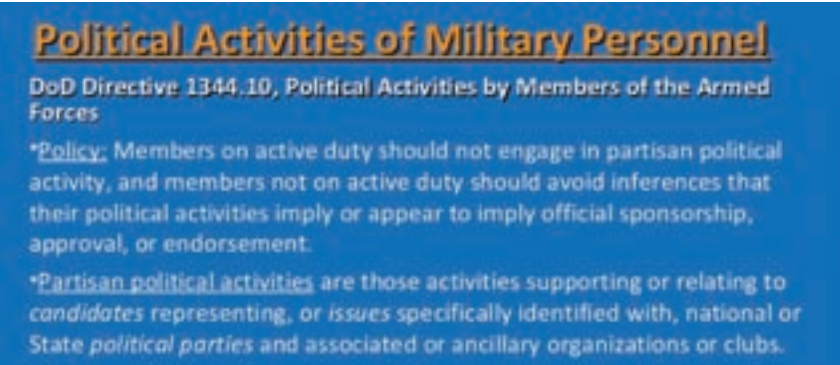 Political Activities of Military Personnel
DoD Directive 1344.10, Political Activities by Members of the Armed
Forces
*Policy: Members on active duty should not engage in partisan political
activity, and members not on active duty should avoid inferences that
their political activities imply or appear to imply official sponsorship,
approval, or endorsement.
*Partisan political activities are those activities supporting or relating to
candidates representing, or issues specifically identified with, national or
State political parties and associated or ancillary organizations or clubs.